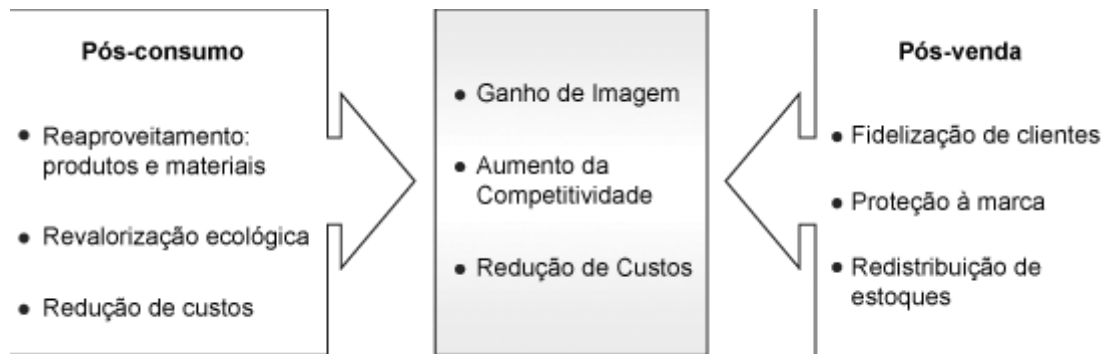 Pós-consumo
• Reaproveitamento:
produtos e materiais
• Revalorização ecológica
• Redução de custos
• Ganho de Imagem
• Aumento da
Competitividade
• Redução de Custos
Pós-venda
• Fidelização de clientes
• Proteção à marca
• Redistribuição de
estoques